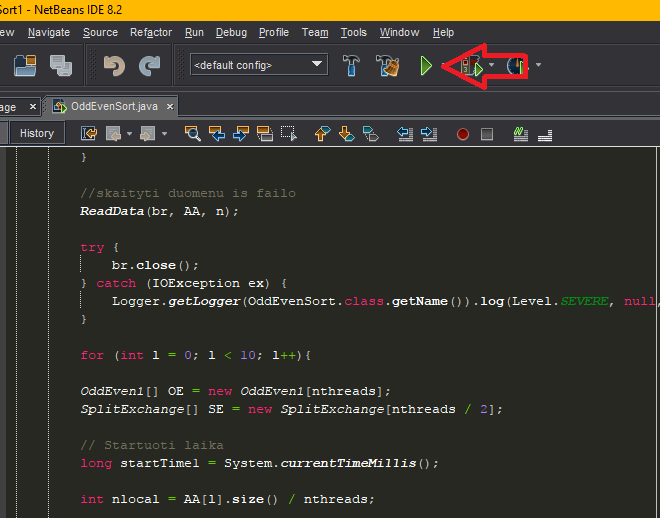 Sort1 - NetBeans IDE 8.2
ew Navigate Source Refactor Run Debug Profile Team Tools Window Help
<default config>
age x OddEvenSort.java x
History
}
//skaityti duomenu is failo
ReadData(br, AA, n);
try {
br.close();
} catch (IOException ex) {
Logger.getLogger(OddEvenSort.class.getName()).log(Level.SEVERE, null,
}
for (int l = 0; l < 10; l++){
OddEven1[] OE = new OddEven1[nthreads];
SplitExchange[] SE = new SplitExchange[nthreads / 2];
// Startuoti laika
long startTime1 = System.currentTimeMillis();
int nlocal = AA[l].size() / nthreads;